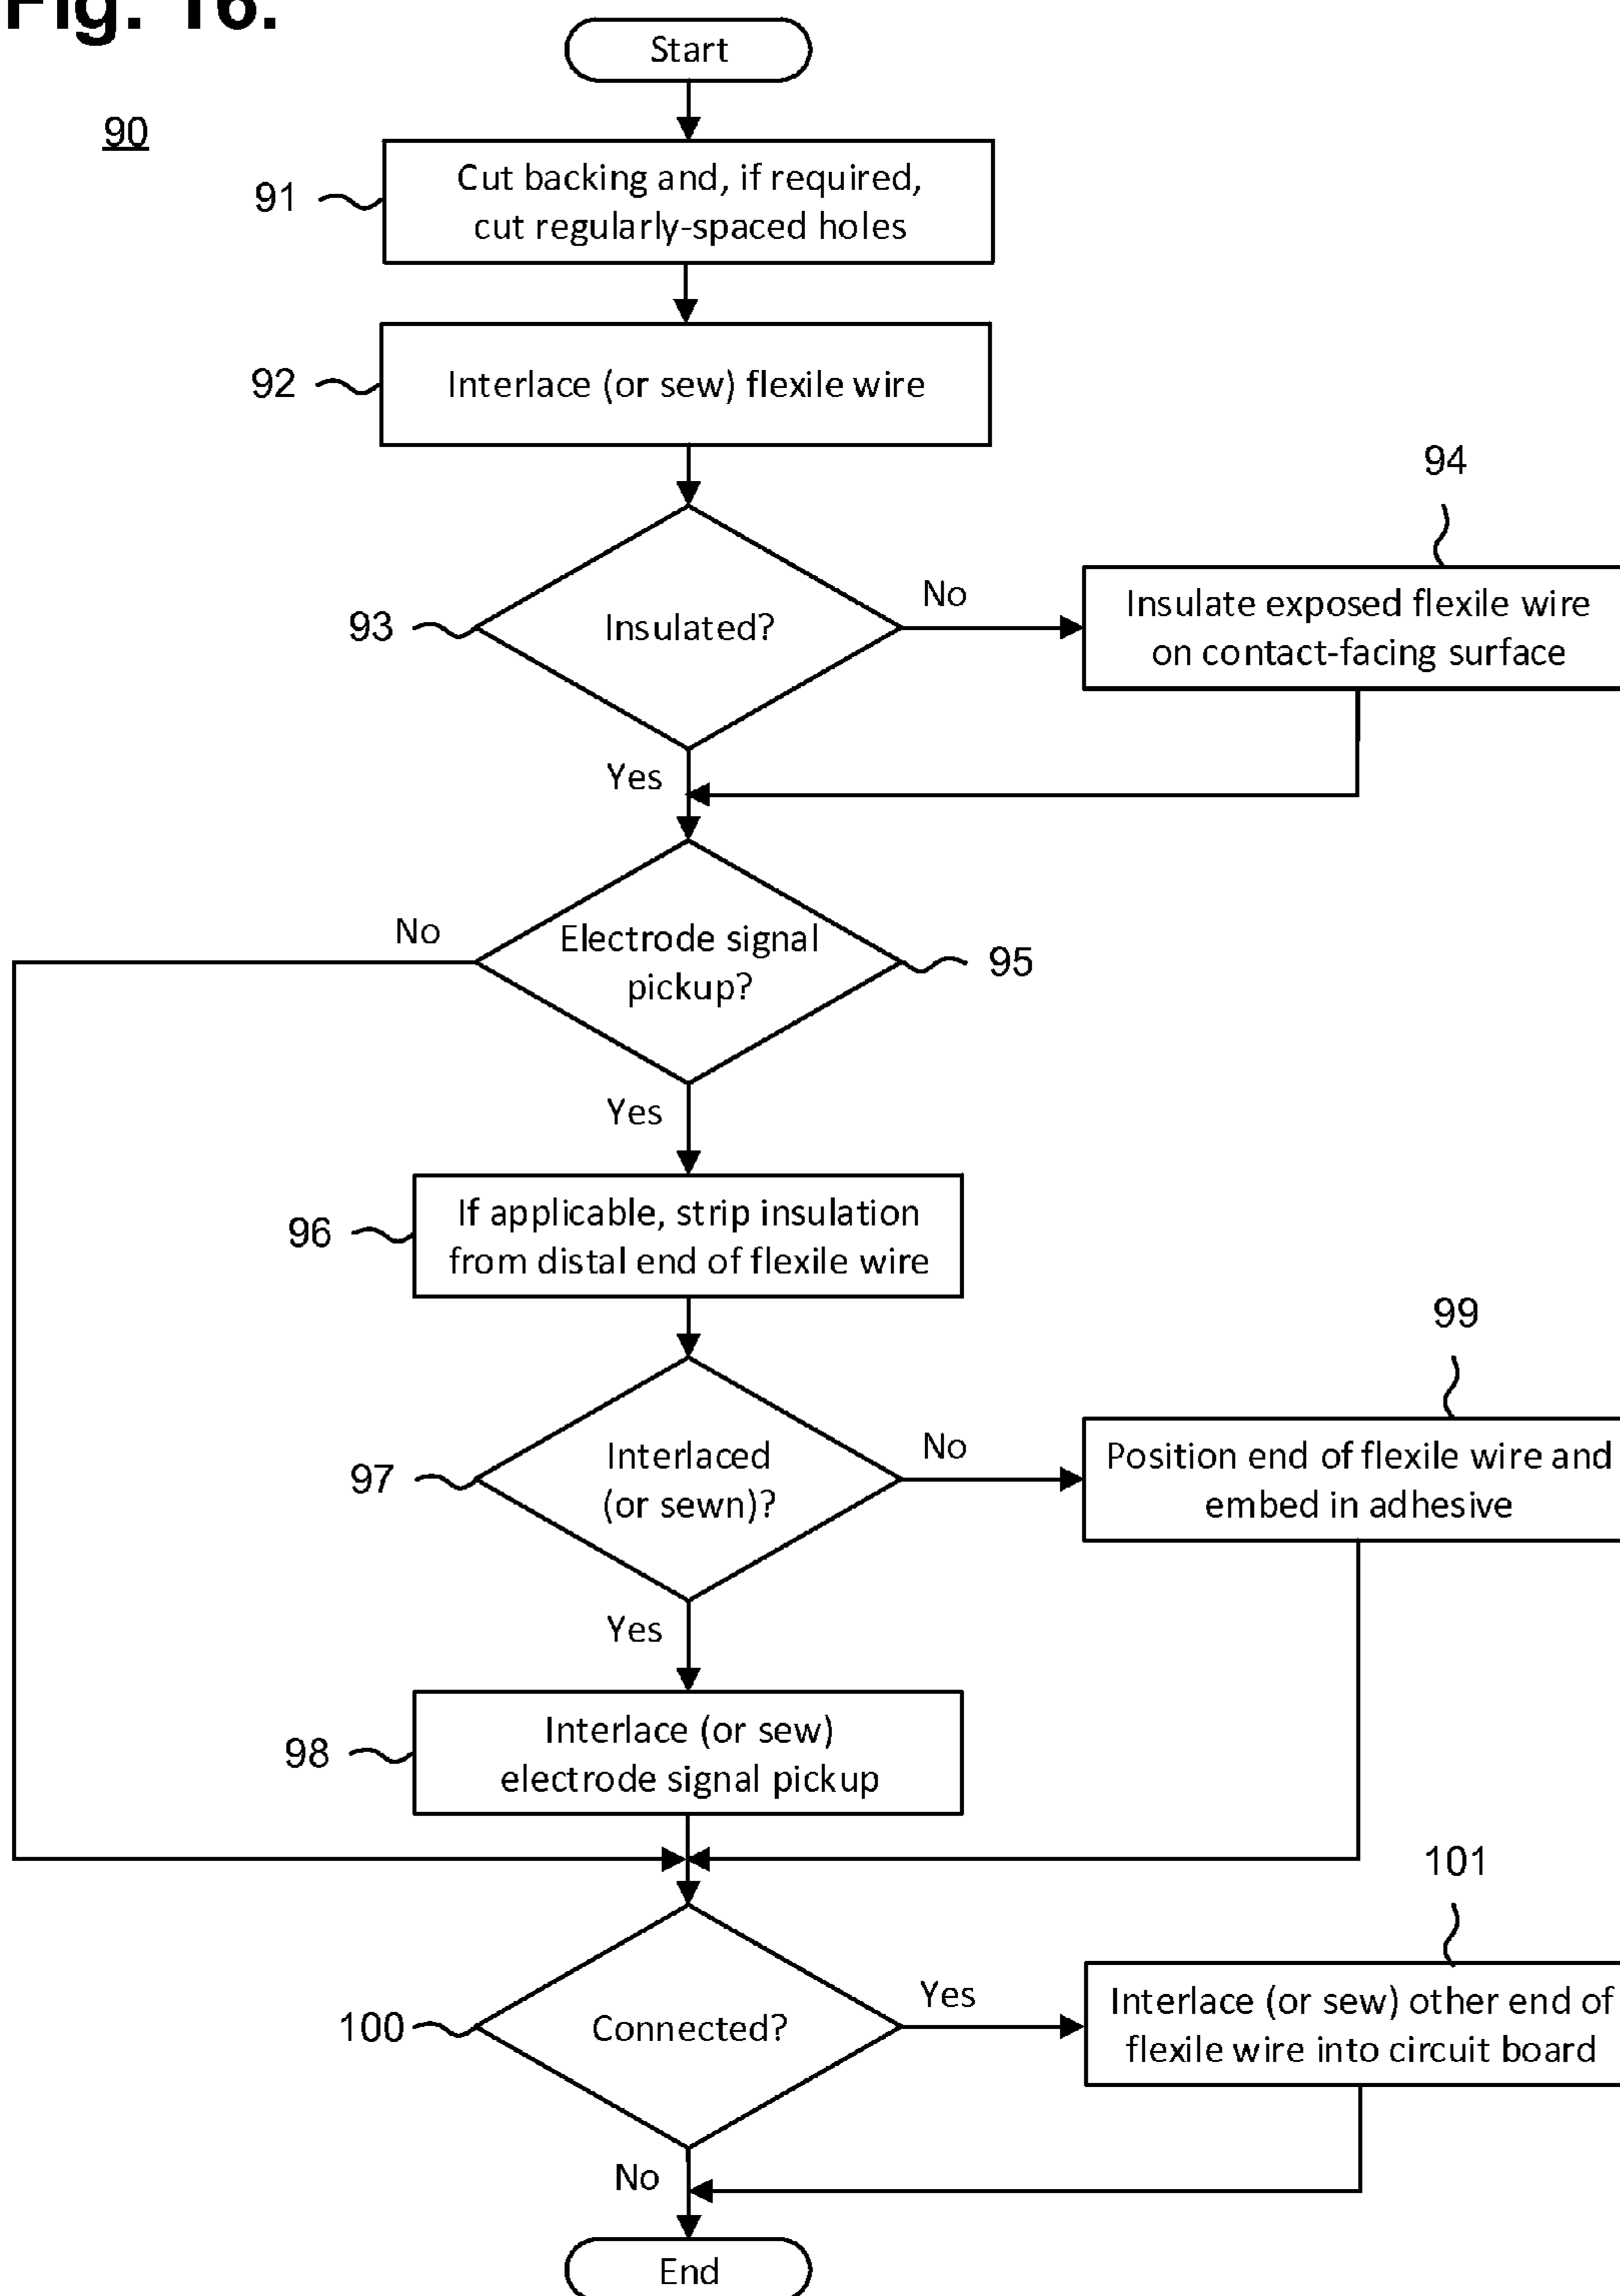 Fig. 16.
Start
90
91
Cut backing and, if required,
cut regularly-spaced holes
92
Interlace (or sew) flexile wire
94
93
Insulated?
No
Insulate exposed flexile wire
on contact-facing surface
Yes
No
Electrode signal
pickup?
95
Yes
96
If applicable, strip insulation
from distal end of flexile wire
99
97
Interlaced
(or sewn)?
No
Position end of flexile wire and
embed in adhesive
Yes
98
Interlace (or sew)
electrode signal pickup
101
100
Connected?
Yes
Interlace (or sew) other end of
flexile wire into circuit board
No
End